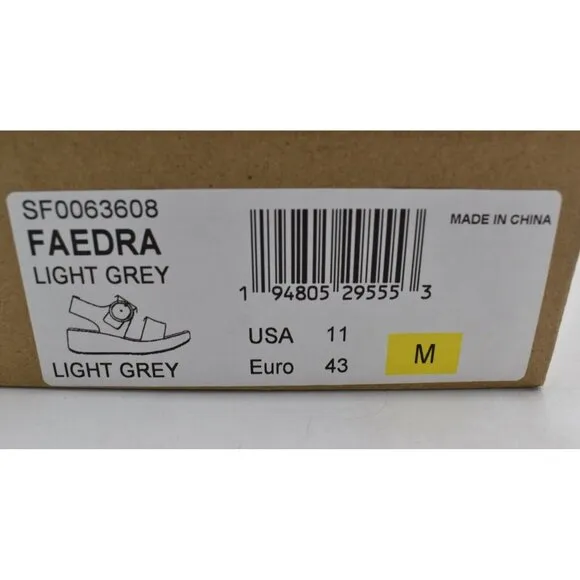 SF0063608
FAEDRA
LIGHT GREY
LIGHT GREY
1 94805 29555 3
MADE IN CHINA
USA 11
Euro 43
M